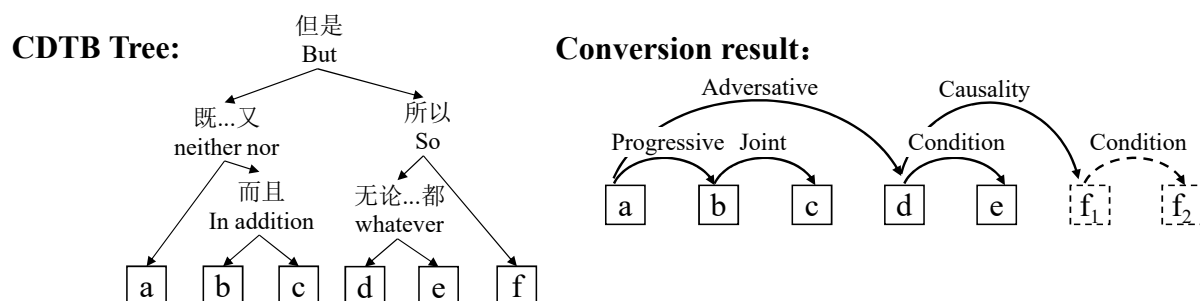 CDTB Tree:
但是
But
既...又
neither nor
所以
So
而且
In addition
无论...都
whatever
a
b
c
d
e
f
Conversion result：
Adversative
Causality
Progressive
Joint
Condition
Condition
a
b
c
d
e
f1
f2